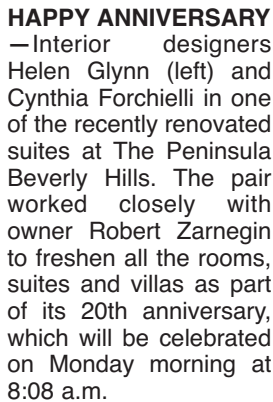 HAPPY ANNIVERSARY
—Interior designers
Helen Glynn (left) and
Cynthia Forchielli in one
of the recently renovated
suites at The Peninsula
Beverly Hills. The pair
worked closely with
owner Robert Zarnegin
to freshen all the rooms,
suites and villas as part
of its 20th anniversary,
which will be celebrated
on Monday morning at
8:08 a.m.